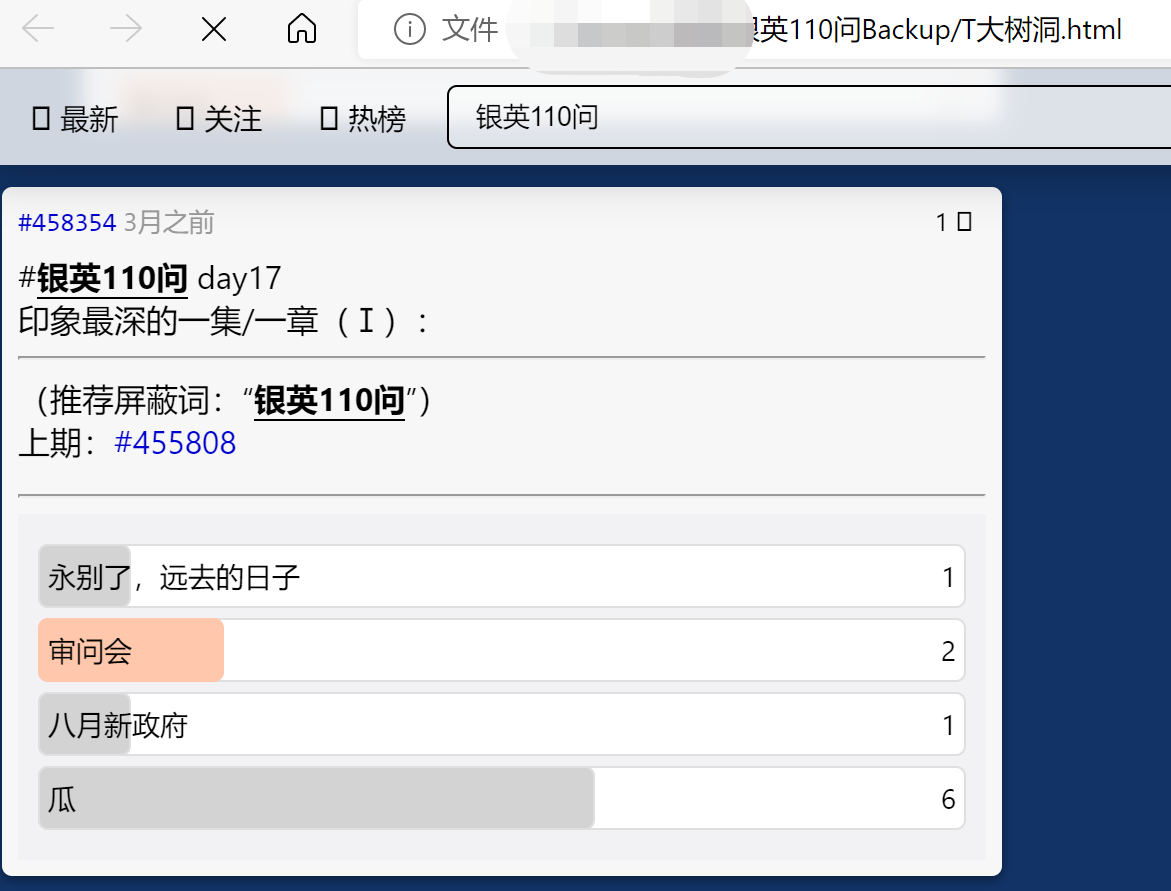 文件
英110问Backup/T大树洞.html
最新 关注 热榜 银英110问
#458354 3月之前 1
#银英110问 day17
印象最深的一集/一章（Ⅰ）：
（推荐屏蔽词：“银英110问”）
上期：#455808
永别了，远去的日子 1
审问会 2
八月新政府 1
瓜 6